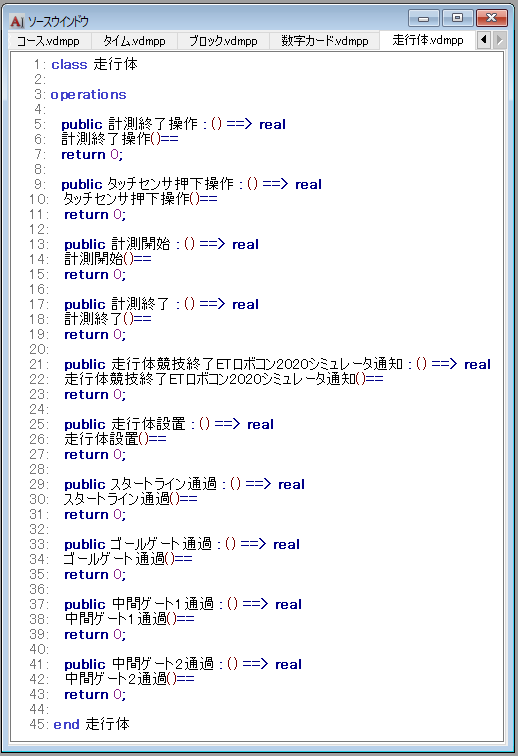 ソースウインドウ
コース.vdmpp タイム.vdmpp ブロック.vdmpp 数字カード.vdmpp 走行体.vdmpp
1: class 走行体
2:
3: operations
4:
5: public 計測終了操作 : () ==> real
6: 計測終了操作()==
7: return 0;
8:
9: public タッチセンサ押下操作 : () ==> real
10: タッチセンサ押下操作()==
11: return 0;
12:
13: public 計測開始 : () ==> real
14: 計測開始()==
15: return 0;
16:
17: public 計測終了 : () ==> real
18: 計測終了()==
19: return 0;
20:
21: public 走行体競技終了ETロボコン2020シミュレータ通知 : () ==> real
22: 走行体競技終了ETロボコン2020シミュレータ通知()==
23: return 0;
24:
25: public 走行体設置 : () ==> real
26: 走行体設置()==
27: return 0;
28:
29: public スタートライン通過 : () ==> real
30: スタートライン通過()==
31: return 0;
32:
33: public ゴールゲート通過 : () ==> real
34: ゴールゲート通過()==
35: return 0;
36:
37: public 中間ゲート1通過 : () ==> real
38: 中間ゲート1通過()==
39: return 0;
40:
41: public 中間ゲート2通過 : () ==> real
42: 中間ゲート2通過()==
43: return 0;
44:
45: end 走行体